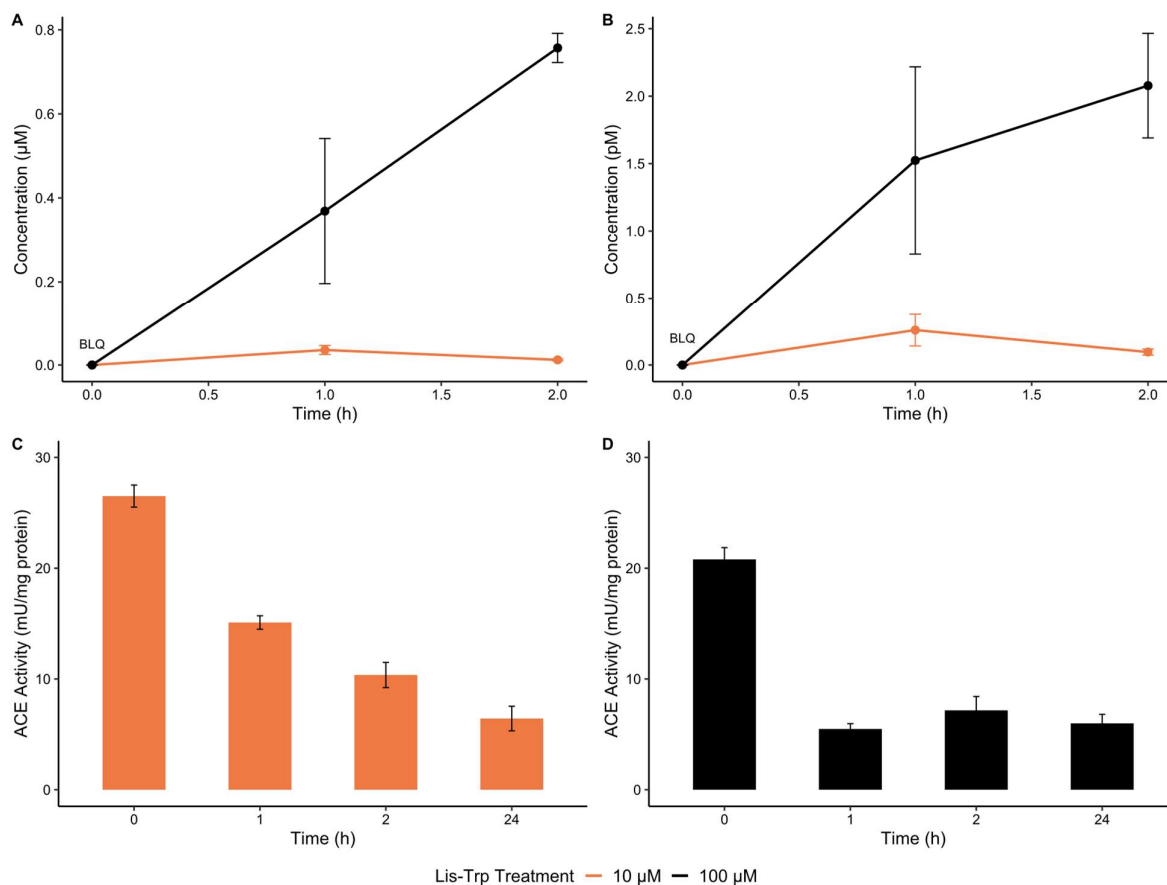 A
Concentration (μM)
0.8
0.6
0.4
0.2
0.0
BLQ
0.0 0.5 1.0 1.5 2.0
Time (h)
B
Concentration (pM)
2.5
2.0
1.5
1.0
0.5
0.0
BLQ
0.0 0.5 1.0 1.5 2.0
Time (h)
C
ACE Activity (mU/mg protein)
30
20
10
0
0 1 2 24
Time (h)
D
ACE Activity (mU/mg protein)
30
20
10
0
0 1 2 24
Time (h)
Lis-Trp Treatment 10 μM 100 μM